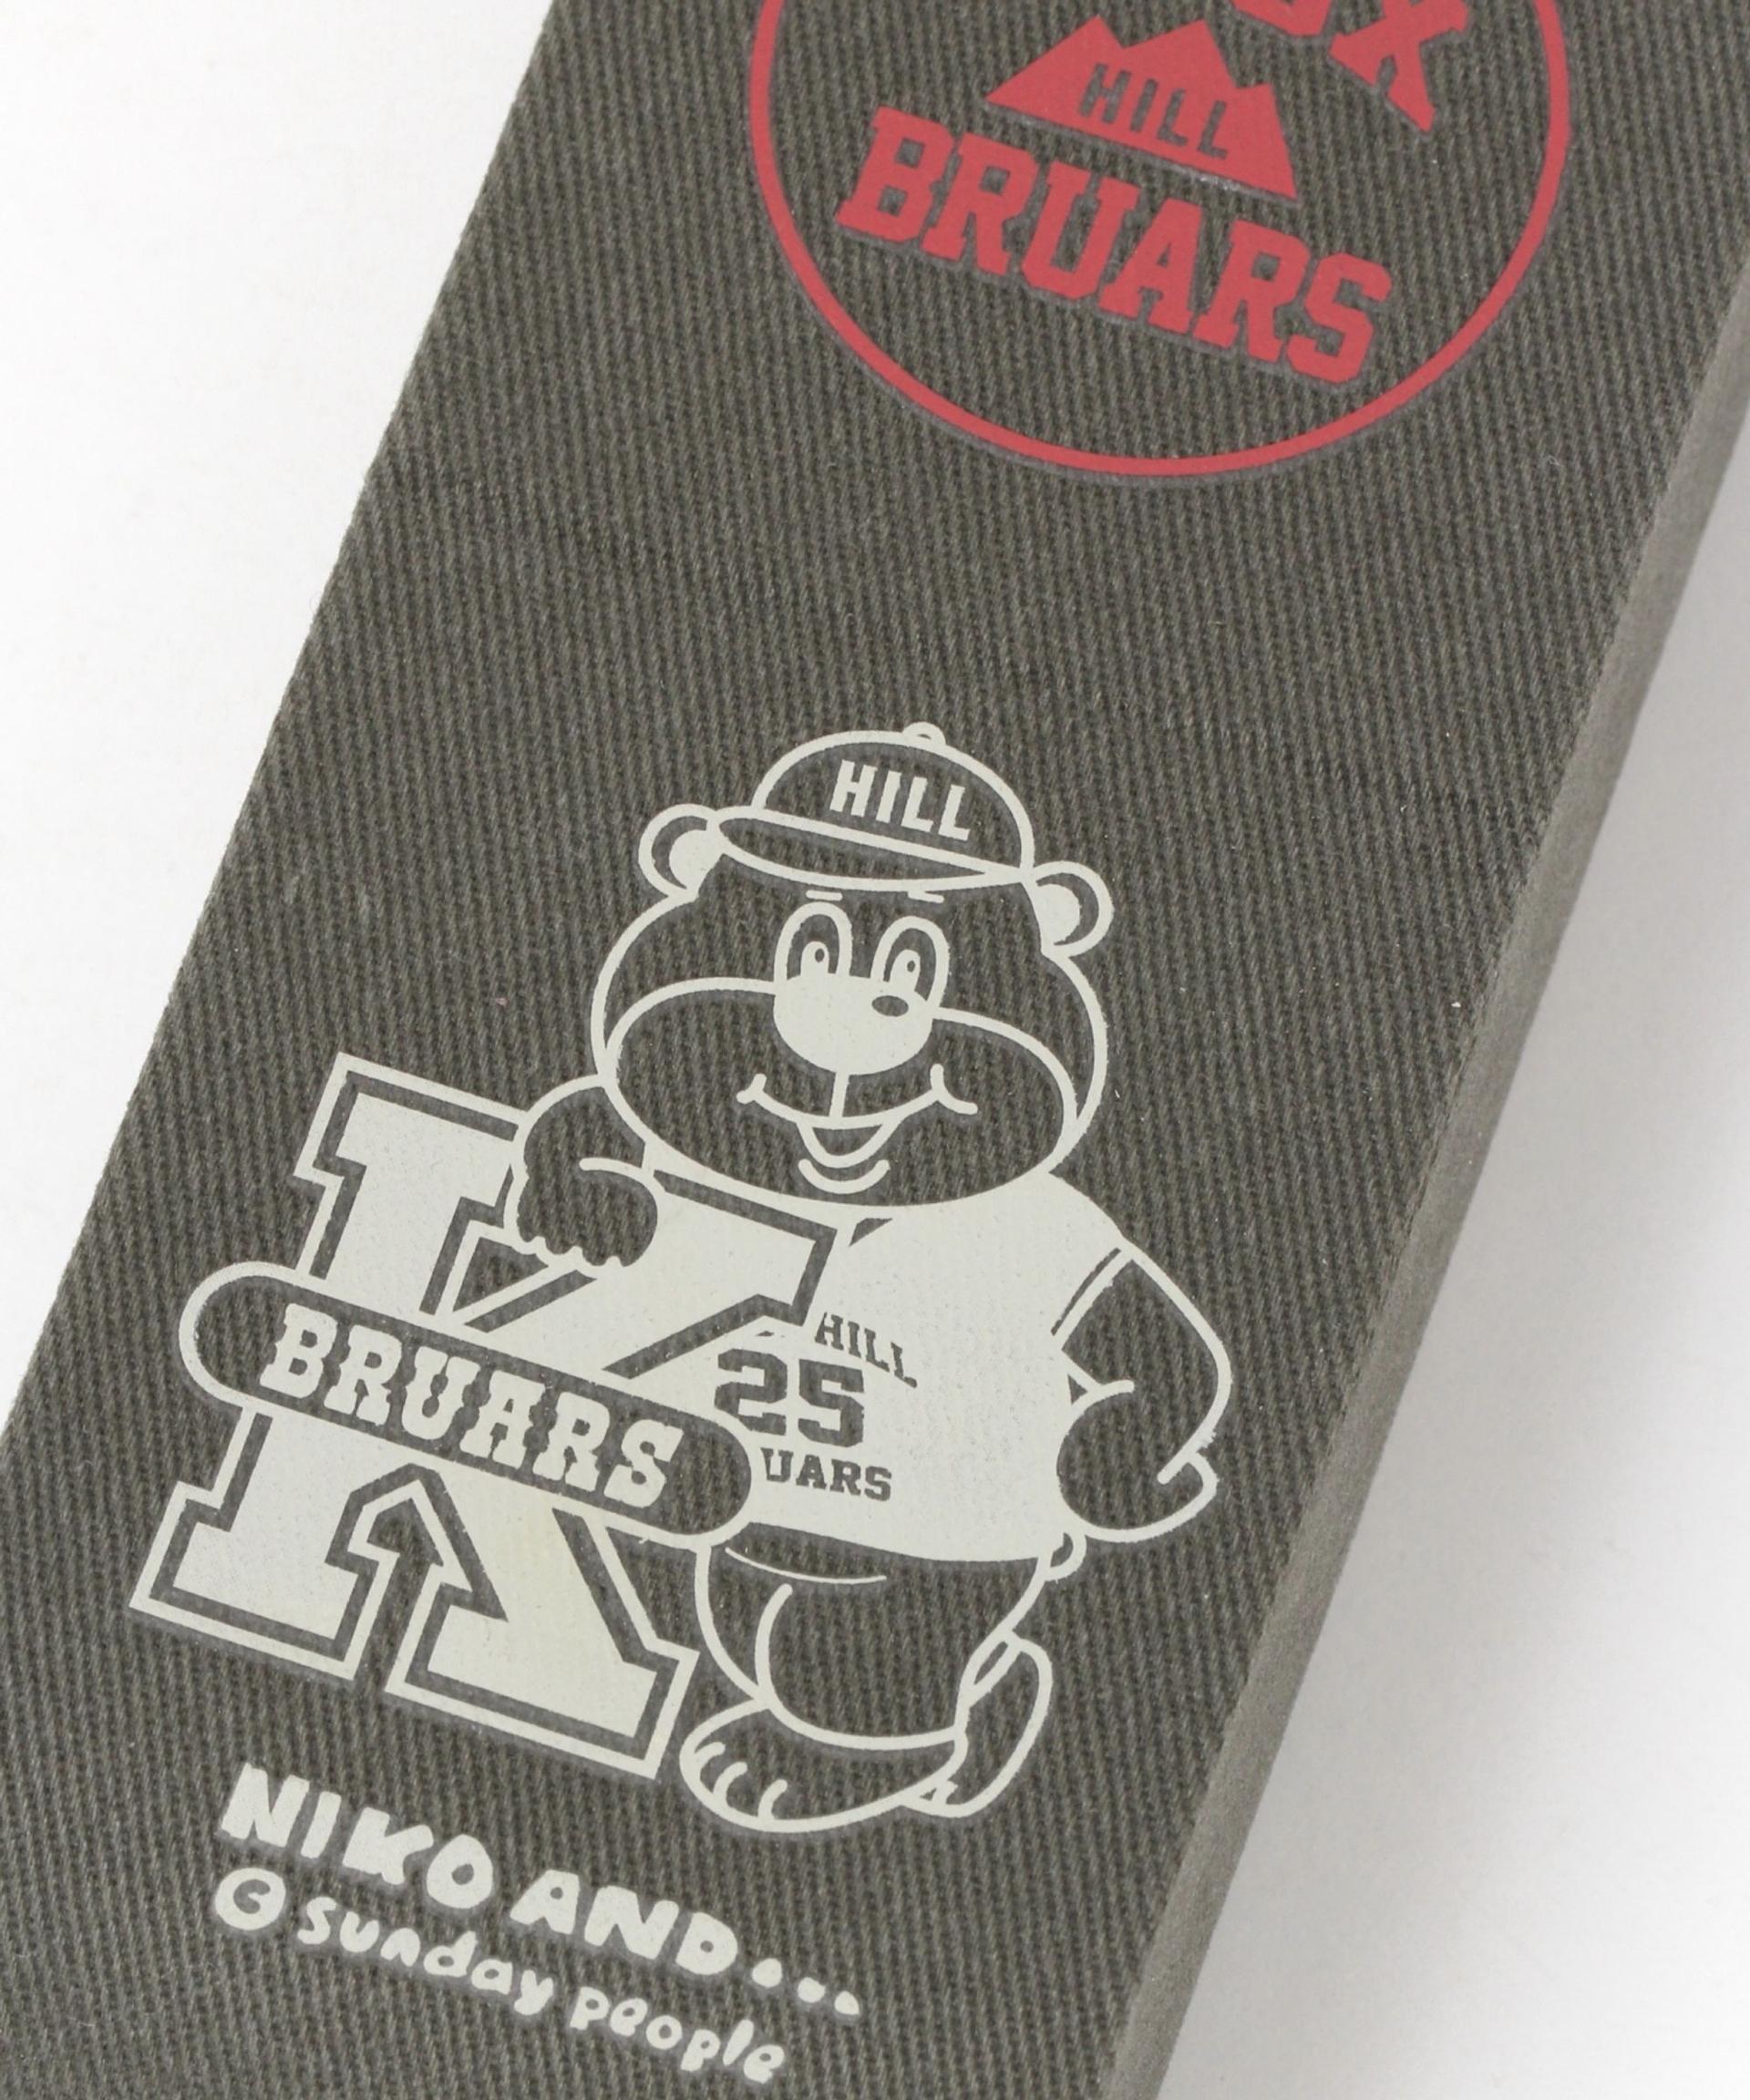 HILL
BRUARS
HILL
K
BRUARS
HILL
25
UARS
NIKO AND...
© sunday people